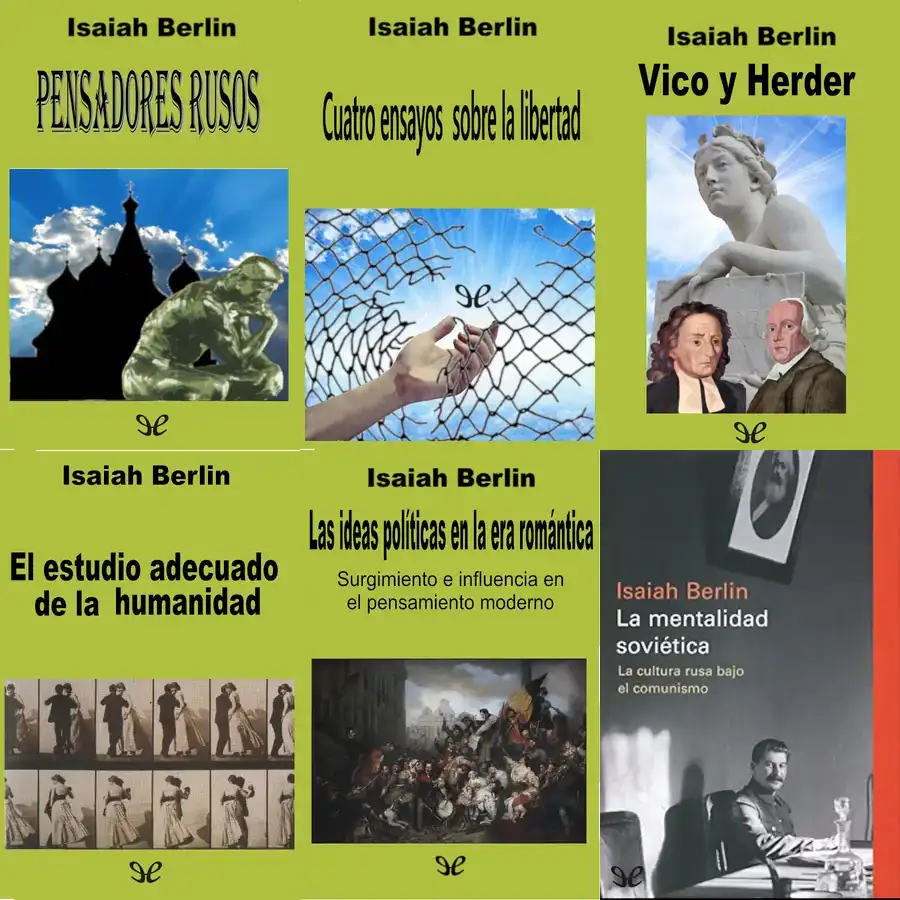 Isaiah Berlin
PENSADORES RUSOS
Isaiah Berlin
Cuatro ensayos sobre la libertad
Isaiah Berlin
Vico y Herder
Isaiah Berlin
El estudio adecuado
de la humanidad
Isaiah Berlin
Las ideas políticas en la era romántica
Surgimiento e influencia en
el pensamiento moderno
Isaiah Berlin
La mentalidad
soviética
La cultura rusa bajo
el comunismo